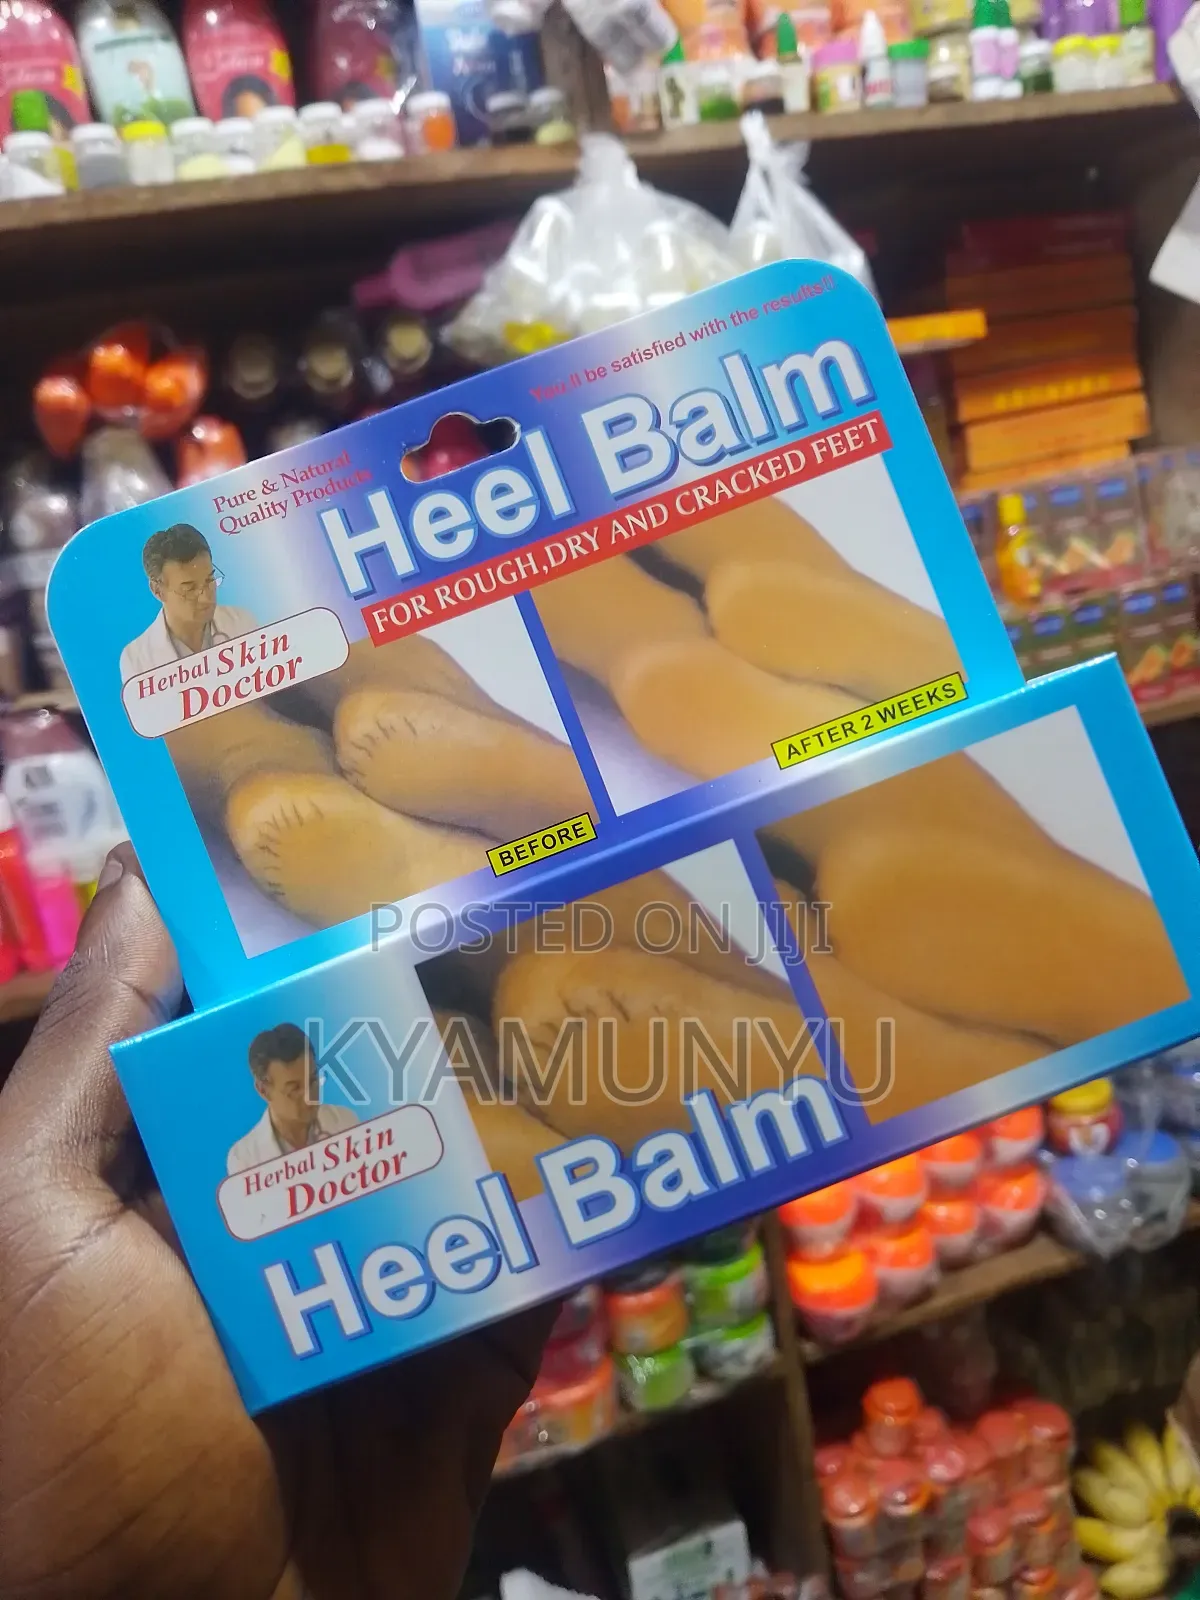 You.ll be satisfied with the results!!
Pure & Natural
Quality Products
Heel Balm
FOR ROUGH,DRY AND CRACKED FEET
Herbal Skin
Doctor
AFTER 2 WEEKS
BEFORE
POSTED ON JIJI
KYAMUNYU
Herbal Skin
Doctor
Heel Balm